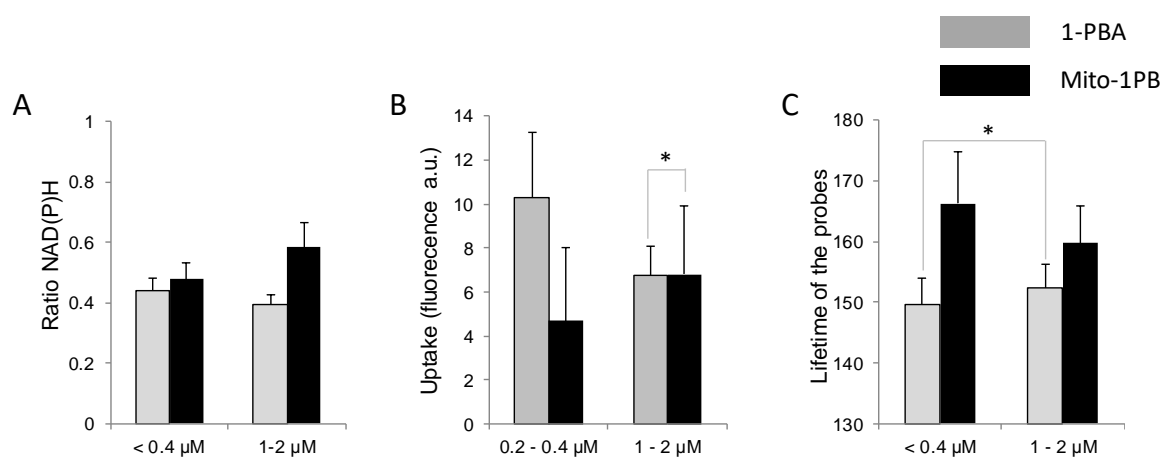 1-PBA
Mito-1PB
A
Ratio NAD(P)H
1
0.8
0.6
0.4
0.2
0
< 0.4 µM
1-2 µM
B
Uptake (fluorecence a.u.)
14
12
10
8
6
4
2
0
*
0.2 - 0.4 µM
1 - 2 µM
C
Lifetime of the probes
180
170
160
150
140
130
*
< 0.4 µM
1 - 2 µM